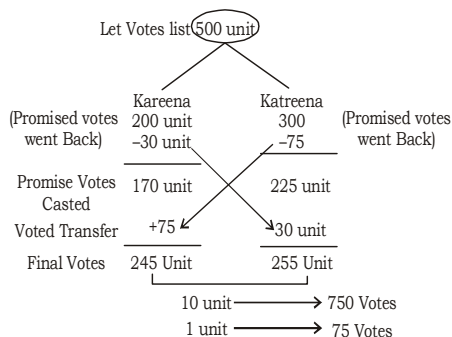 Let Votes list 500 unit
Kareena Katreena
(Promised votes 200 unit 300 (Promised votes
went Back) –30 unit –75 went Back)
Promise Votes 170 unit 225 unit
Casted
Voted Transfer +75 30 unit
Final Votes 245 Unit 255 Unit
10 unit 750 Votes
1 unit 75 Votes